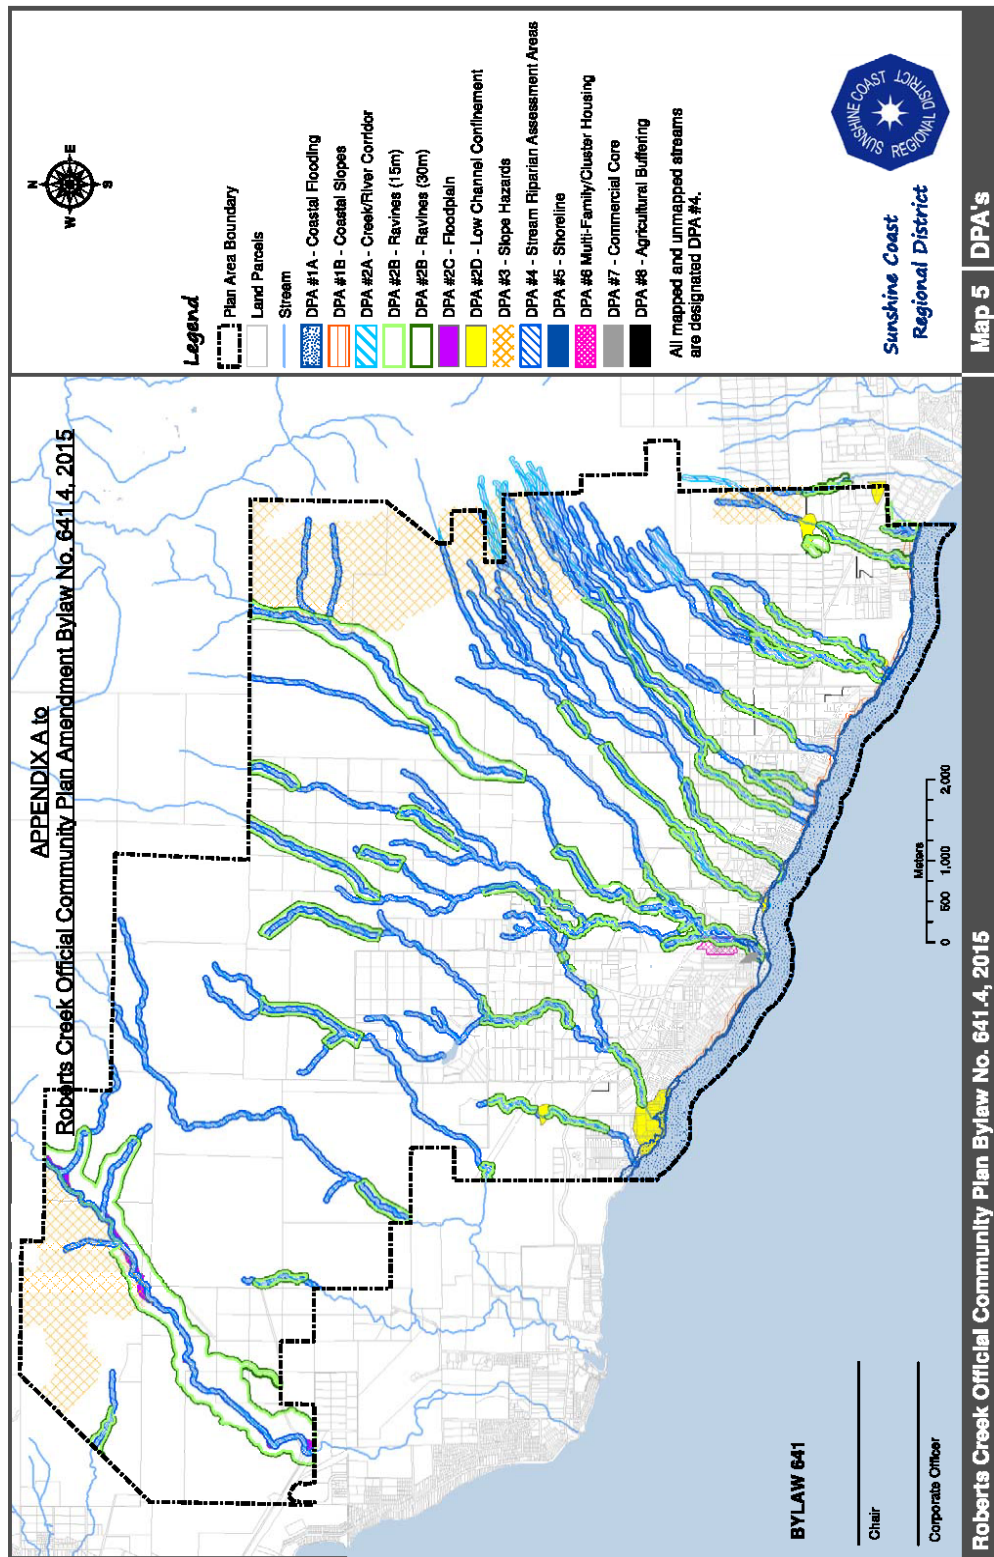 APPENDIX A to
Roberts Creek Official Community Plan Amendment Bylaw No. 641.4, 2015
N
W
E
S
Legend
Plan Area Boundary
Land Parcels
Stream
DPA #1A - Coastal Flooding
DPA #1B - Coastal Slopes
DPA #2A - Creek/River Corridor
DPA #2B - Ravines (15m)
DPA #2B - Ravines (30m)
DPA #2C - Floodplain
DPA #2D - Low Channel Confinement
DPA #3 - Slope Hazards
DPA #4 - Stream Riparian Assessment Areas
DPA #5 - Shoreline
DPA #6 Multi-Family/Cluster Housing
DPA #7 - Commercial Core
DPA #8 - Agricultural Buffering
All mapped and unmapped streams
are designated DPA #4.
SUNSHINE COAST
REGIONAL DISTRICT
Sunshine Coast
Regional District
Meters
0 500 1,000 2,000
BYLAW 641
Chair
Corporate Officer
Roberts Creek Official Community Plan Bylaw No. 641.4, 2015
Map 5
DPA's